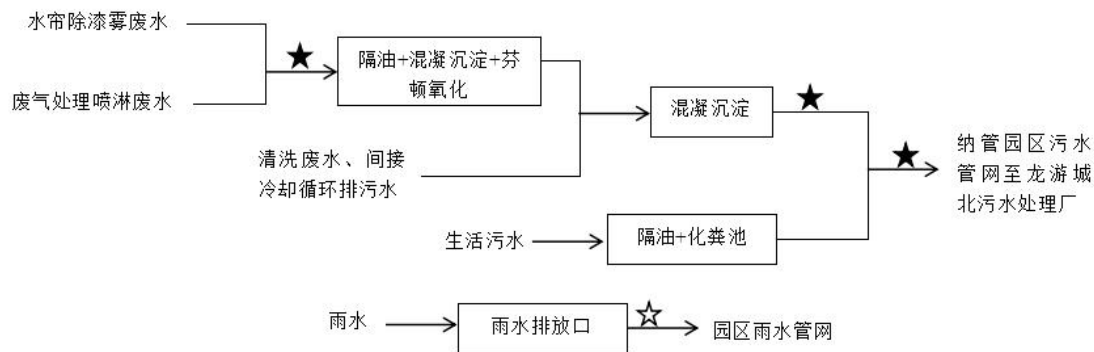 水帘除漆雾废水
废气处理喷淋废水
隔油+混凝沉淀+芬
顿氧化
清洗废水、间接
冷却循环排污水
混凝沉淀
生活污水
隔油+化粪池
纳管园区污水
管网至龙游城
北污水处理厂
雨水
雨水排放口
园区雨水管网